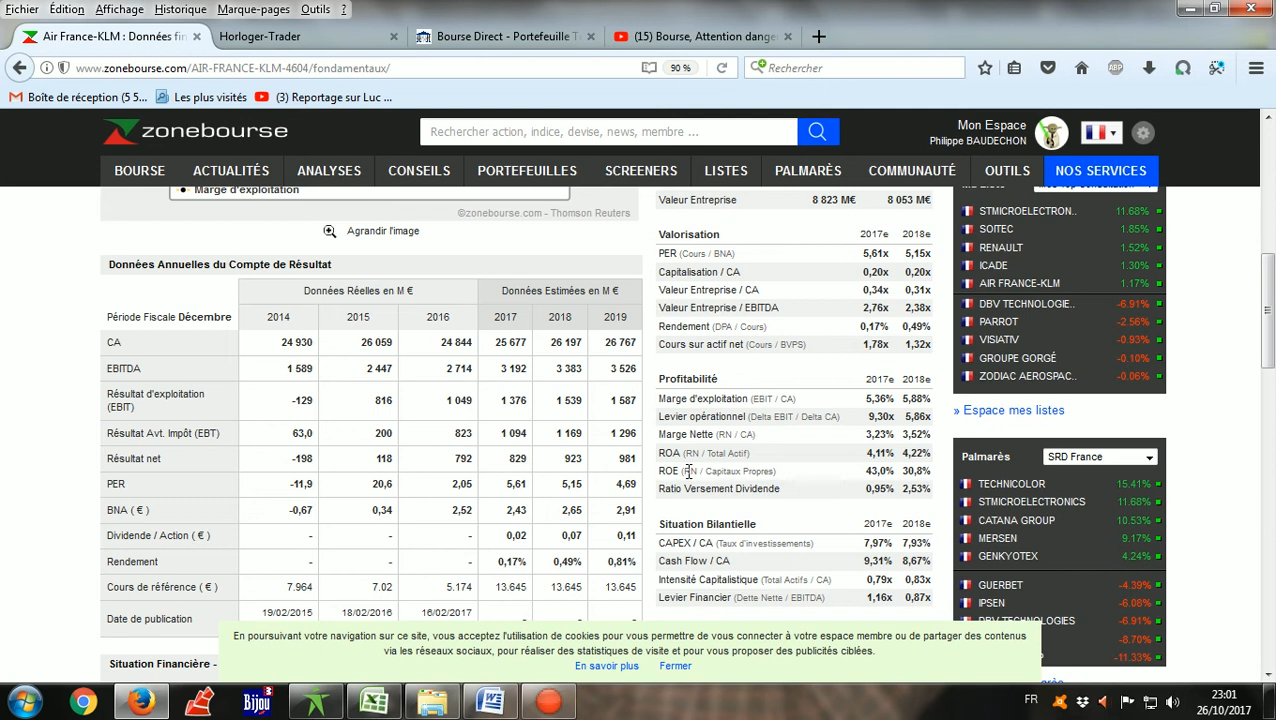 Fichier Édition Affichage Historique Marque-pages Outils ?
Air France-KLM : Données fin
Horloger-Trader
Bourse Direct - Portefeuille T
(15) Bourse, Attention dange
www.zonebourse.com/AIR-FRANCE-KLM-4604/fondamentaux/
90 %
Rechercher
Boîte de réception (5 5...
Les plus visités
(3) Reportage sur Luc ...
zonebourse
Rechercher action, indice, devise, news, membre ...
Mon Espace
Philippe BAUDECHON
BOURSE ACTUALITÉS ANALYSES CONSEILS PORTEFEUILLES SCREENERS LISTES PALMARÈS COMMUNAUTÉ OUTILS NOS SERVICES
Marge d'exploitation
©zonebourse.com - Thomson Reuters
Agrandir l'image
Données Annuelles du Compte de Résultat
Données Réelles en M € Données Estimées en M €
Période Fiscale Décembre 2014 2015 2016 2017 2018 2019
CA 24 930 26 059 24 844 25 677 26 197 26 767
EBITDA 1 589 2 447 2 714 3 192 3 383 3 526
Résultat d'exploitation
(EBIT) -129 816 1 049 1 376 1 539 1 587
Résultat Avt. Impôt (EBT) 63,0 200 823 1 094 1 169 1 296
Résultat net -198 118 792 829 923 981
PER -11,9 20,6 2,05 5,61 5,15 4,69
BNA ( € ) -0,67 0,34 2,52 2,43 2,65 2,91
Dividende / Action ( € ) - - - 0,02 0,07 0,11
Rendement - - - 0,17% 0,49% 0,81%
Cours de référence ( € ) 7.964 7.02 5.174 13.645 13.645 13.645
Date de publication 19/02/2015 18/02/2016 16/02/2017
Situation Financière -
Valeur Entreprise 8 823 M€ 8 053 M€
Valorisation 2017e 2018e
PER (Cours / BNA) 5,61x 5,15x
Capitalisation / CA 0,20x 0,20x
Valeur Entreprise / CA 0,34x 0,31x
Valeur Entreprise / EBITDA 2,76x 2,38x
Rendement (DPA / Cours) 0,17% 0,49%
Cours sur actif net (Cours / BVPS) 1,78x 1,32x
Profitabilité 2017e 2018e
Marge d'exploitation (EBIT / CA) 5,36% 5,88%
Levier opérationnel (Delta EBIT / Delta CA) 9,30x 5,86x
Marge Nette (RN / CA) 3,23% 3,52%
ROA (RN / Total Actif) 4,11% 4,22%
ROE (RN / Capitaux Propres) 43,0% 30,8%
Ratio Versement Dividende 0,95% 2,53%
Situation Bilantielle 2017e 2018e
CAPEX / CA (Taux d'investissements) 7,97% 7,93%
Cash Flow / CA 9,31% 8,67%
Intensité Capitalistique (Total Actifs / CA) 0,79x 0,83x
Levier Financier (Dette Nette / EBITDA) 1,16x 0,87x
STMICROELECTRON.. 11.68%
SOITEC 1.85%
RENAULT 1.52%
ICADE 1.30%
AIR FRANCE-KLM 1.17%
DBV TECHNOLOGIE.. -6.91%
PARROT -2.56%
VISIATIV -0.93%
GROUPE GORGÉ -0.10%
ZODIAC AEROSPAC.. -0.06%
» Espace mes listes
Palmarès SRD France
TECHNICOLOR 15.41%
STMICROELECTRONICS 11.68%
CATANA GROUP 10.53%
MERSEN 9.17%
GENKYOTEX 4.24%
GUERBET -4.39%
IPSEN -6.08%
DBV TECHNOLOGIES -6.91%
-8.70%
-11.33%
En poursuivant votre navigation sur ce site, vous acceptez l'utilisation de cookies pour vous permettre de vous connecter à votre espace membre ou de partager des contenus
via les réseaux sociaux, pour réaliser des statistiques de visite et pour vous proposer des publicités ciblées.
En savoir plus Fermer
Bijou
FR
23:01
26/10/2017